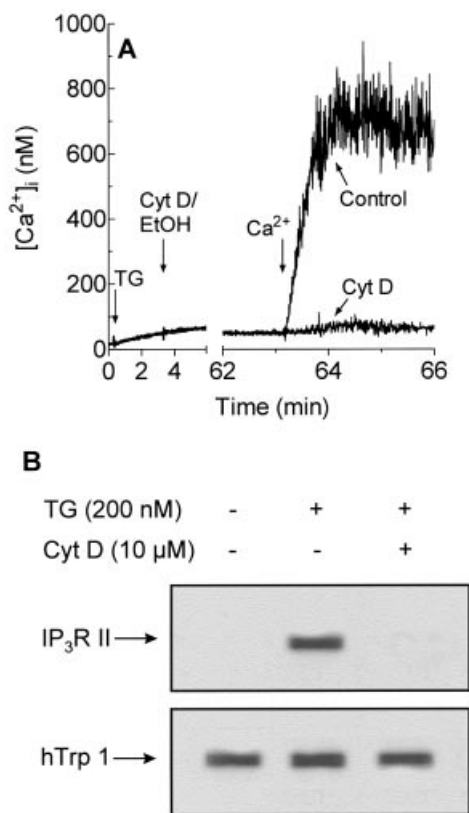 A
1000
800
600
400
200
0
[Ca²⁺]ᵢ (nM)
TG
Cyt D/
EtOH
Ca²⁺
Control
Cyt D
0 2 4 62 64 66
Time (min)
B
TG (200 nM) - + +
Cyt D (10 µM) - - +
IP₃R II
hTrp 1